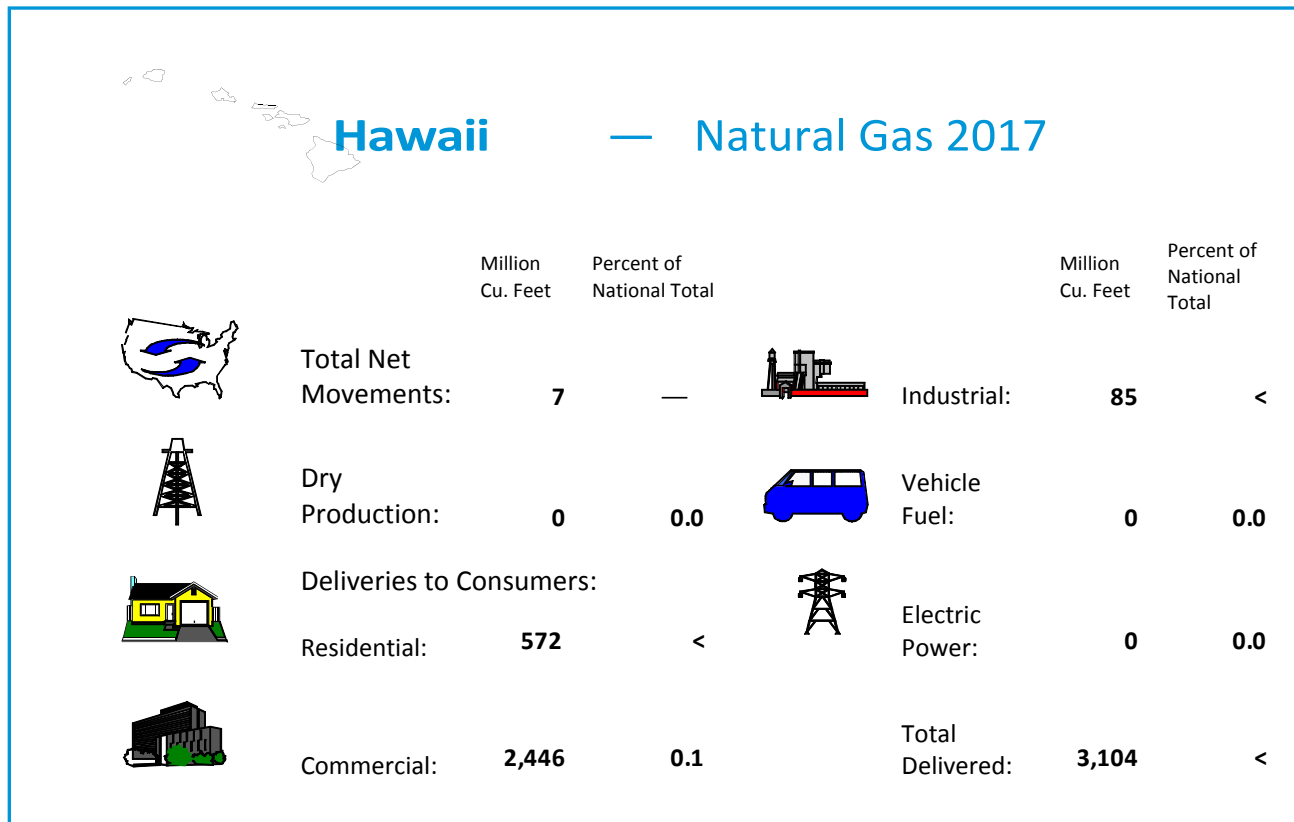 Hawaii — Natural Gas 2017
Million Percent of
Cu. Feet National Total
Total Net
Movements: 7 —
Dry
Production: 0 0.0
Deliveries to Consumers:
Residential: 572 <
Commercial: 2,446 0.1
Million Percent of
Cu. Feet National
Total
Industrial: 85 <
Vehicle
Fuel: 0 0.0
Electric
Power: 0 0.0
Total
Delivered: 3,104 <